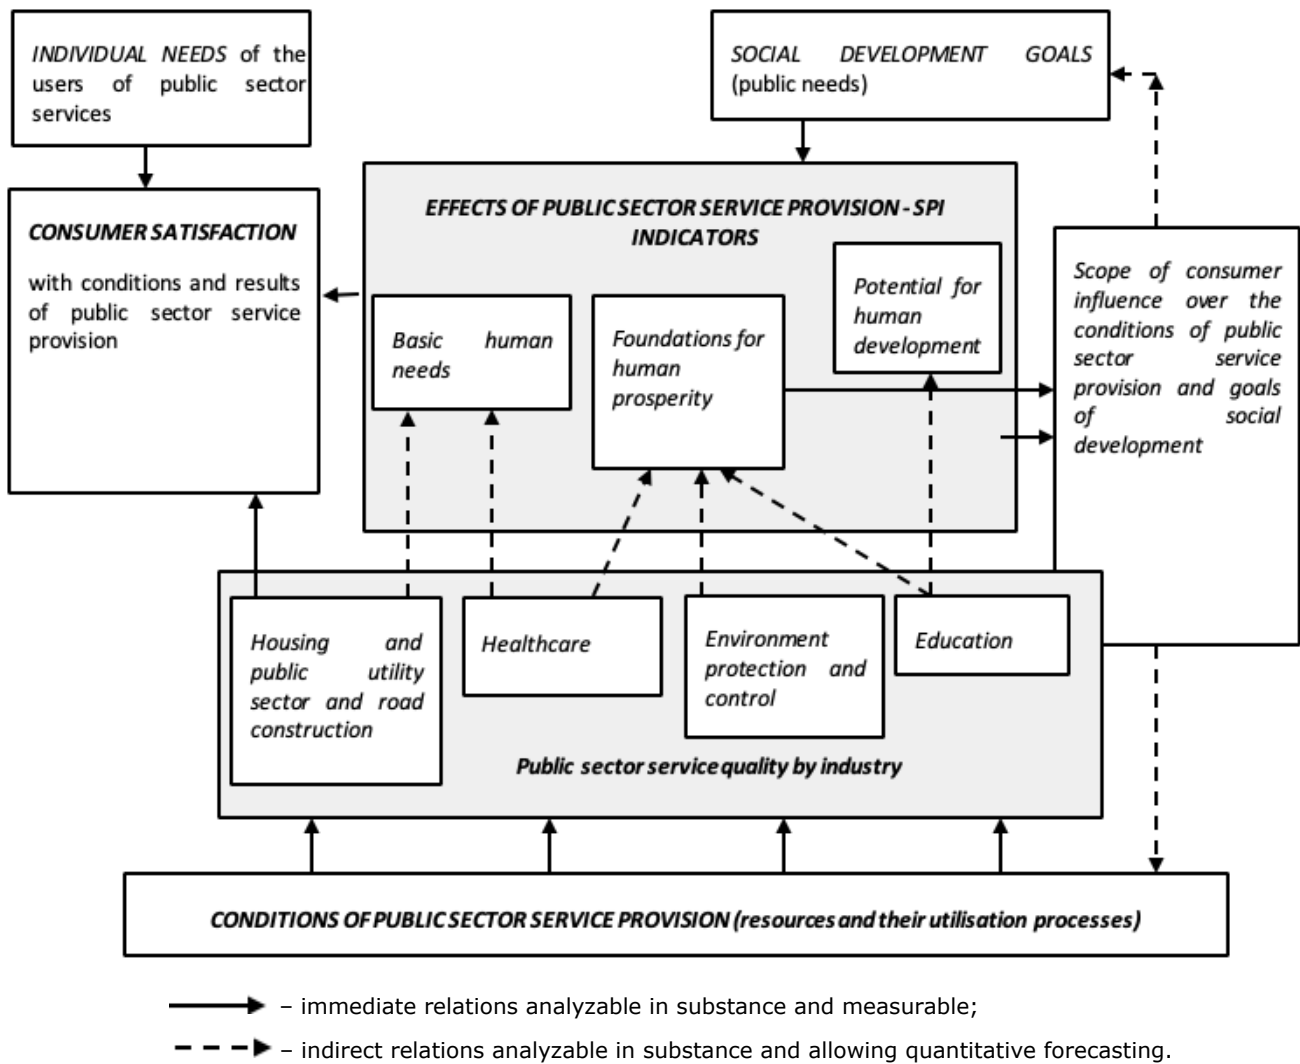 INDIVIDUAL NEEDS of the
users of public sector
services
SOCIAL DEVELOPMENT GOALS
(public needs)
CONSUMER SATISFACTION
with conditions and results
of public sector service
provision
EFFECTS OF PUBLIC SECTOR SERVICE PROVISION - SPI
INDICATORS
Basic human
needs
Foundations for
human
prosperity
Potential for
human
development
Scope of consumer
influence over the
conditions of public
sector service
provision and goals
of social
development
Housing and
public utility
sector and road
construction
Healthcare
Environment
protection and
control
Education
Public sector service quality by industry
CONDITIONS OF PUBLIC SECTOR SERVICE PROVISION (resources and their utilisation processes)
– immediate relations analyzable in substance and measurable;
– indirect relations analyzable in substance and allowing quantitative forecasting.